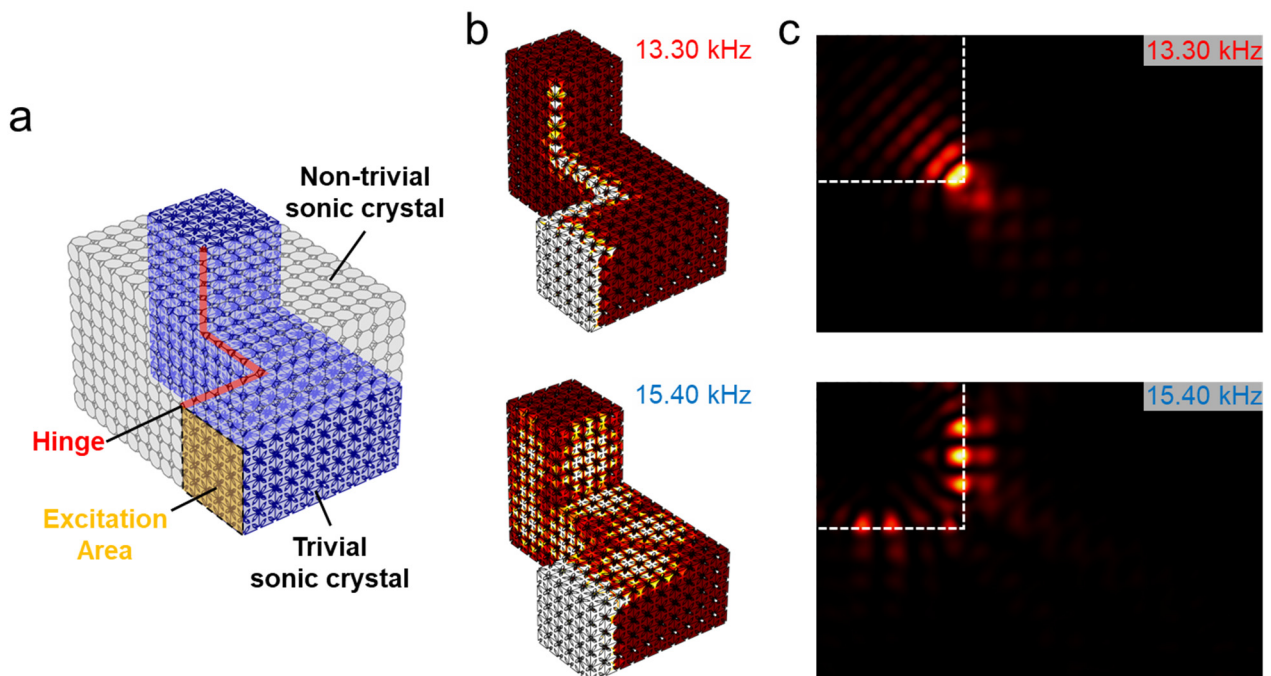 a
Non-trivial
sonic crystal
Hinge
Excitation
Area
Trivial
sonic crystal
b
13.30 kHz
15.40 kHz
c
13.30 kHz
15.40 kHz